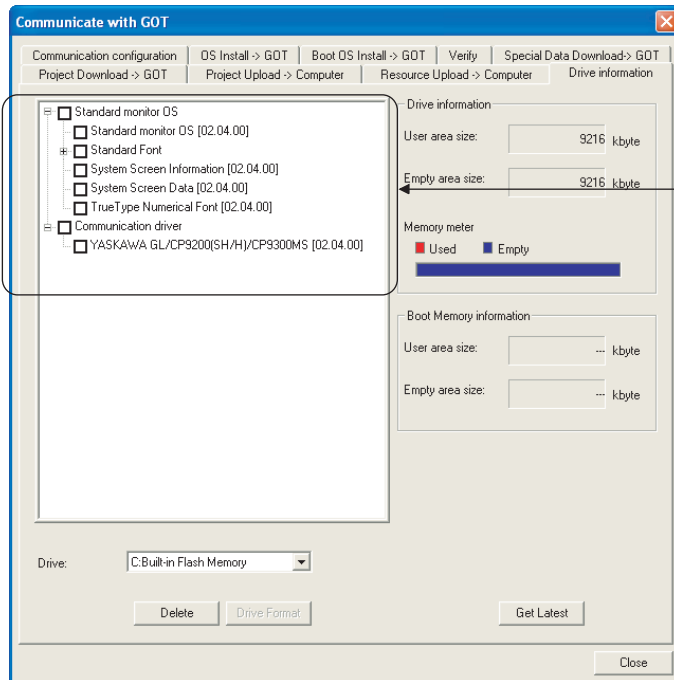 Communicate with GOT
Communication configuration OS Install -> GOT Boot OS Install -> GOT Verify Special Data Download-> GOT
Project Download -> GOT Project Upload -> Computer Resource Upload -> Computer Drive information
Standard monitor OS
Standard monitor OS [02.04.00]
Standard Font
System Screen Information [02.04.00]
System Screen Data [02.04.00]
TrueType Numerical Font [02.04.00]
Communication driver
YASKAWA GL/CP9200(SH/H)/CP9300MS [02.04.00]
Drive information
User area size: 9216 kbyte
Empty area size: 9216 kbyte
Memory meter
Used Empty
Boot Memory information
User area size: --- kbyte
Empty area size: --- kbyte
Drive: C:Built-in Flash Memory
Delete Drive Format Get Latest
Close